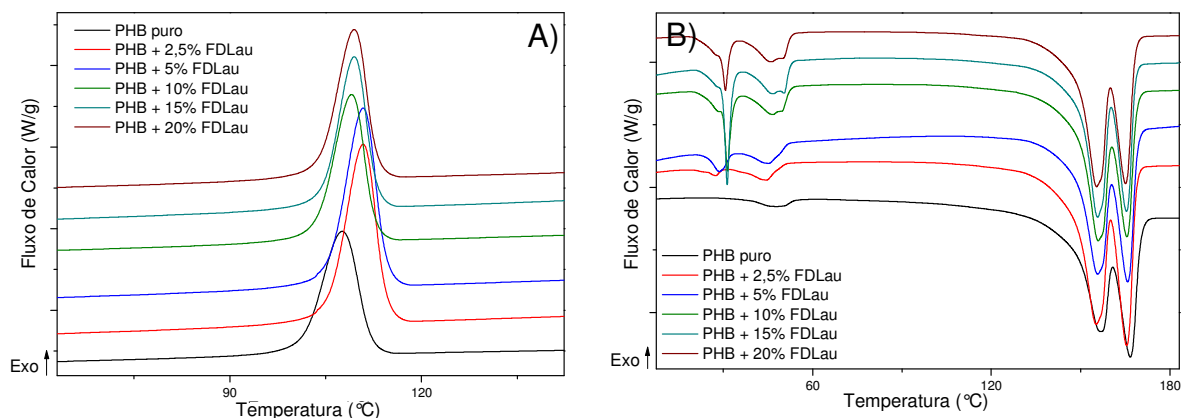 A)
PHB puro
PHB + 2,5% FDLau
PHB + 5% FDLau
PHB + 10% FDLau
PHB + 15% FDLau
PHB + 20% FDLau
Fluxo de Calor (W/g)
Exo
90
120
Temperatura (°C)
B)
Fluxo de Calor (W/g)
PHB puro
PHB + 2,5% FDLau
PHB + 5% FDLau
PHB + 10% FDLau
PHB + 15% FDLau
PHB + 20% FDLau
Exo
60
120
180
Temperatura (°C)